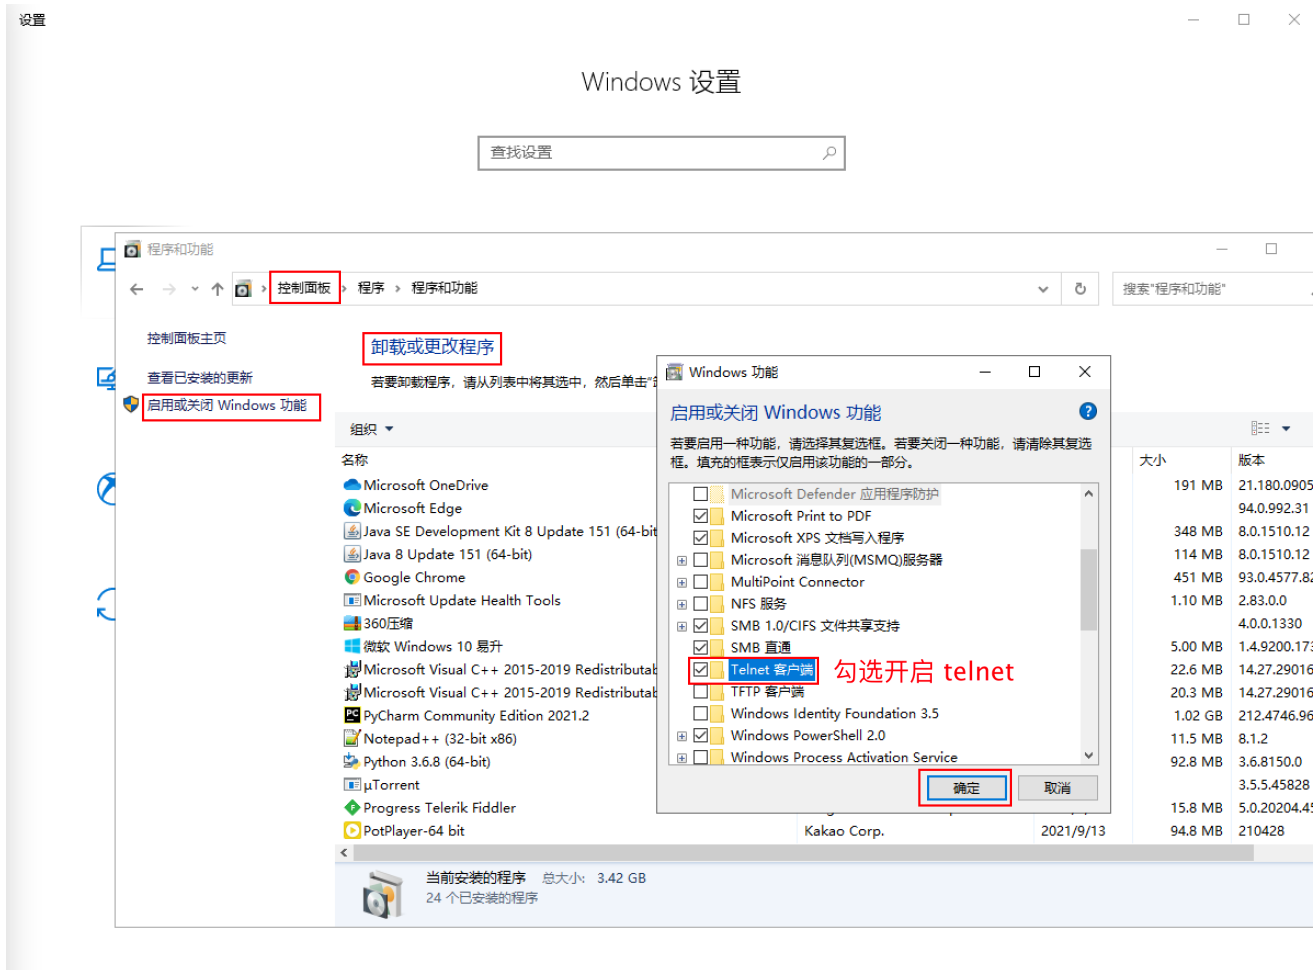 设置
Windows 设置
查找设置
程序和功能
控制面板 程序 程序和功能
搜索"程序和功能"
控制面板主页
查看已安装的更新
启用或关闭 Windows 功能
卸载或更改程序
若要卸载程序，请从列表中将其选中，然后单击"
组织
名称 大小 版本
Microsoft OneDrive 191 MB 21.180.0905
Microsoft Edge 94.0.992.31
Java SE Development Kit 8 Update 151 (64-bit 348 MB 8.0.1510.12
Java 8 Update 151 (64-bit) 114 MB 8.0.1510.12
Google Chrome 451 MB 93.0.4577.82
Microsoft Update Health Tools 1.10 MB 2.83.0.0
360压缩 4.0.0.1330
微软 Windows 10 易升 5.00 MB 1.4.9200.173
Microsoft Visual C++ 2015-2019 Redistributab 22.6 MB 14.27.29016
Microsoft Visual C++ 2015-2019 Redistributab 20.3 MB 14.27.29016
PyCharm Community Edition 2021.2 1.02 GB 212.4746.96
Notepad++ (32-bit x86) 11.5 MB 8.1.2
Python 3.6.8 (64-bit) 92.8 MB 3.6.8150.0
µTorrent 3.5.5.45828
Progress Telerik Fiddler 15.8 MB 5.0.20204.45
PotPlayer-64 bit Kakao Corp. 2021/9/13 94.8 MB 210428
当前安装的程序 总大小: 3.42 GB
24 个已安装的程序
Windows 功能
启用或关闭 Windows 功能
若要启用一种功能，请选择其复选框。若要关闭一种功能，请清除其复选
框。填充的框表示仅启用该功能的一部分。
Microsoft Defender 应用程序防护
Microsoft Print to PDF
Microsoft XPS 文档写入程序
Microsoft 消息队列(MSMQ)服务器
MultiPoint Connector
NFS 服务
SMB 1.0/CIFS 文件共享支持
SMB 直通
Telnet 客户端 勾选开启 telnet
TFTP 客户端
Windows Identity Foundation 3.5
Windows PowerShell 2.0
Windows Process Activation Service
确定 取消